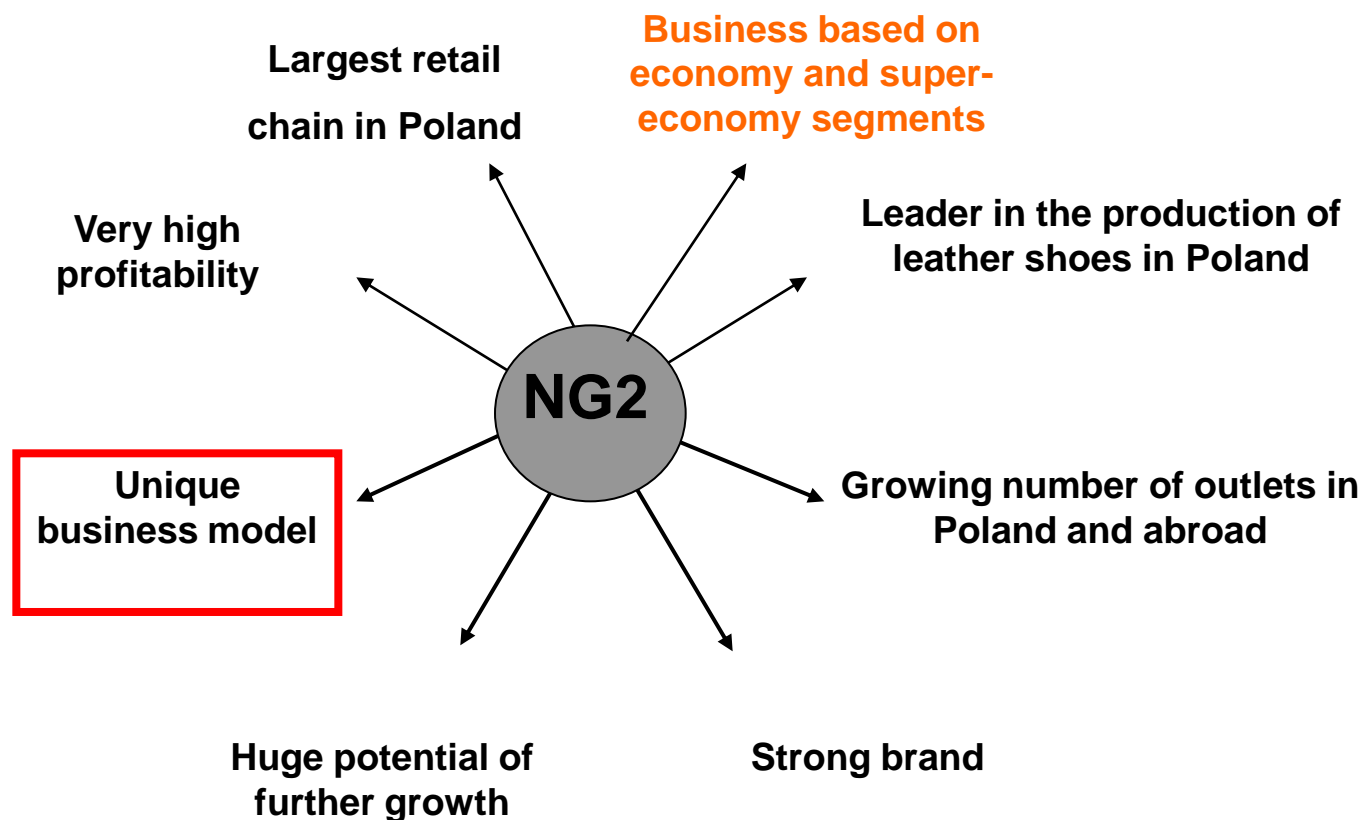 Largest retail
chain in Poland
Business based on
economy and super-
economy segments
Very high
profitability
Leader in the production of
leather shoes in Poland
NG2
Unique
business model
Growing number of outlets in
Poland and abroad
Huge potential of
further growth
Strong brand